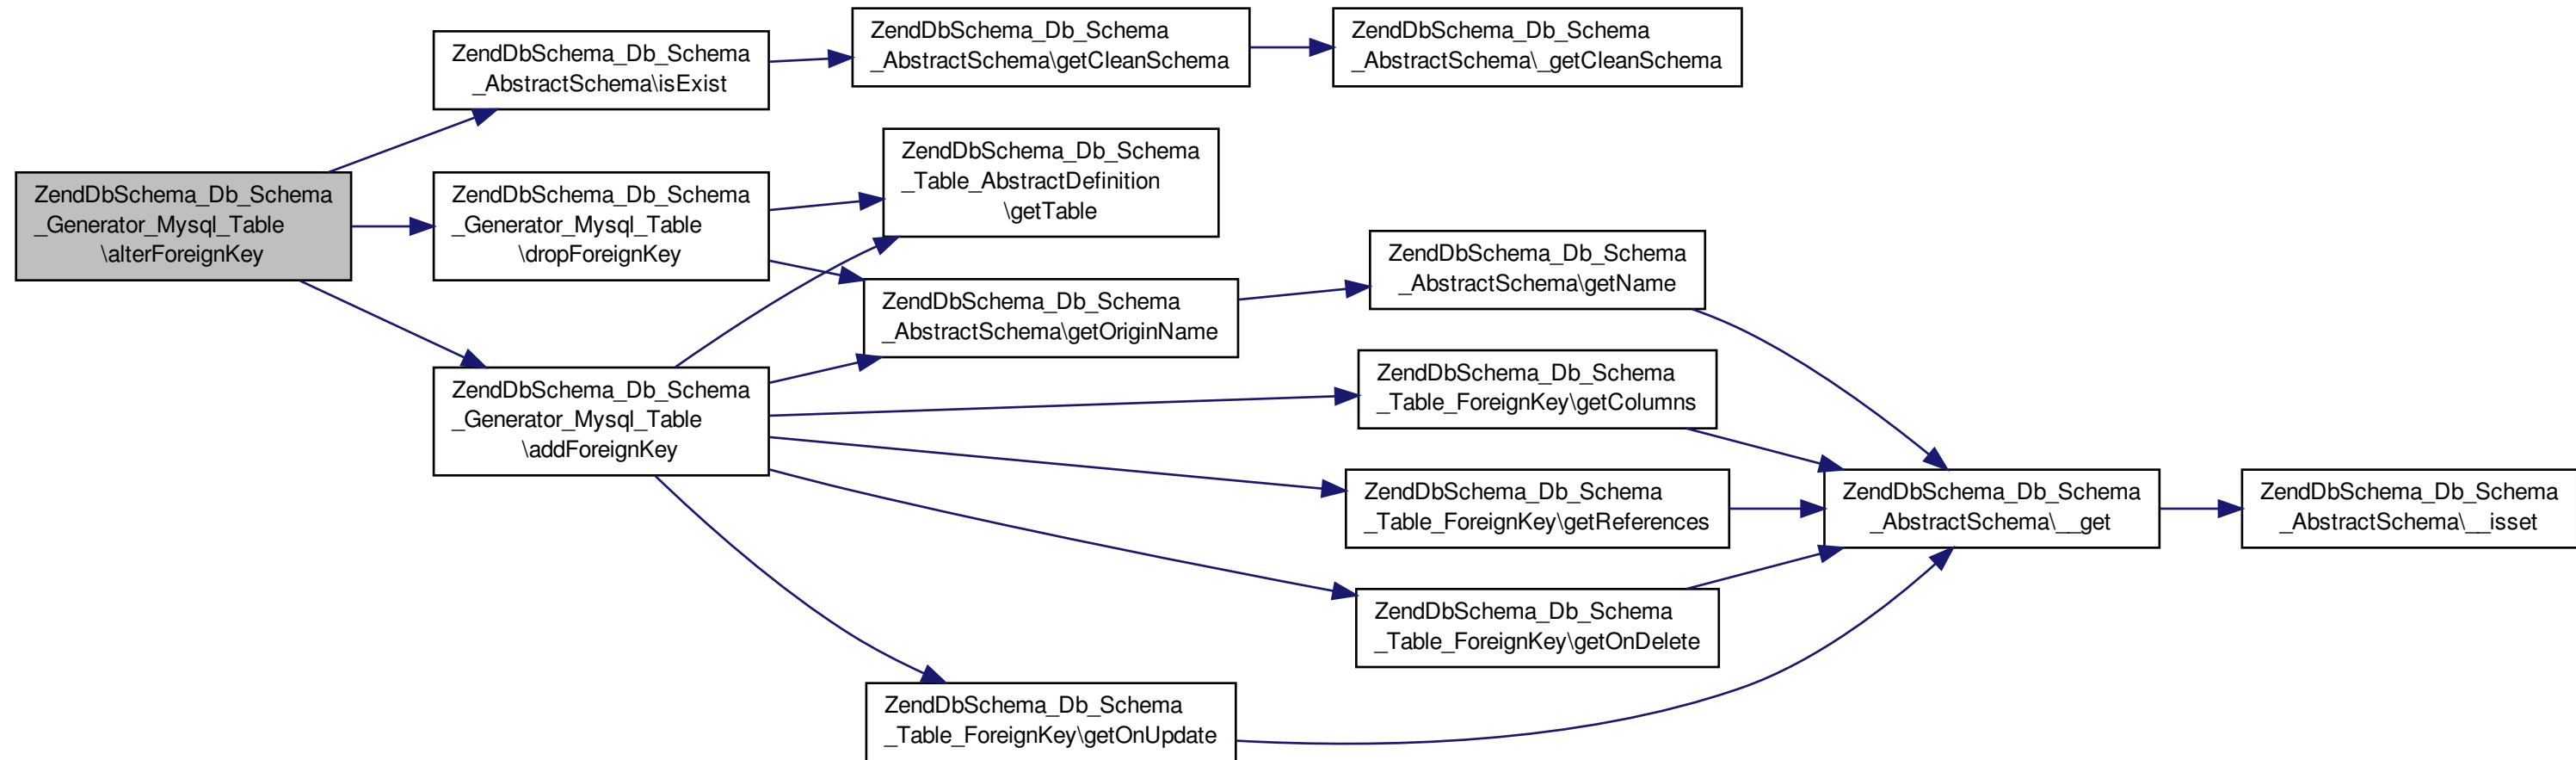 ZendDbSchema_Db_Schema
_Generator_Mysql_Table
\alterForeignKey
ZendDbSchema_Db_Schema
_AbstractSchema\isExist
ZendDbSchema_Db_Schema
_AbstractSchema\getCleanSchema
ZendDbSchema_Db_Schema
_AbstractSchema\_getCleanSchema
ZendDbSchema_Db_Schema
_Generator_Mysql_Table
\dropForeignKey
ZendDbSchema_Db_Schema
_Table_AbstractDefinition
\getTable
ZendDbSchema_Db_Schema
_AbstractSchema\getOriginName
ZendDbSchema_Db_Schema
_AbstractSchema\getName
ZendDbSchema_Db_Schema
_Generator_Mysql_Table
\addForeignKey
ZendDbSchema_Db_Schema
_Table_ForeignKey\getColumns
ZendDbSchema_Db_Schema
_Table_ForeignKey\getReferences
ZendDbSchema_Db_Schema
_AbstractSchema\__get
ZendDbSchema_Db_Schema
_AbstractSchema\__isset
ZendDbSchema_Db_Schema
_Table_ForeignKey\getOnDelete
ZendDbSchema_Db_Schema
_Table_ForeignKey\getOnUpdate